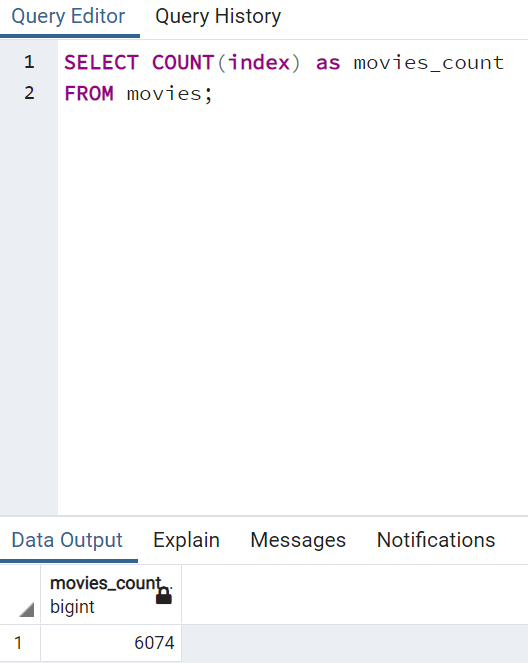 Query Editor Query History
1 SELECT COUNT(index) as movies_count
2 FROM movies;
Data Output Explain Messages Notifications
movies_count..
bigint
1 6074